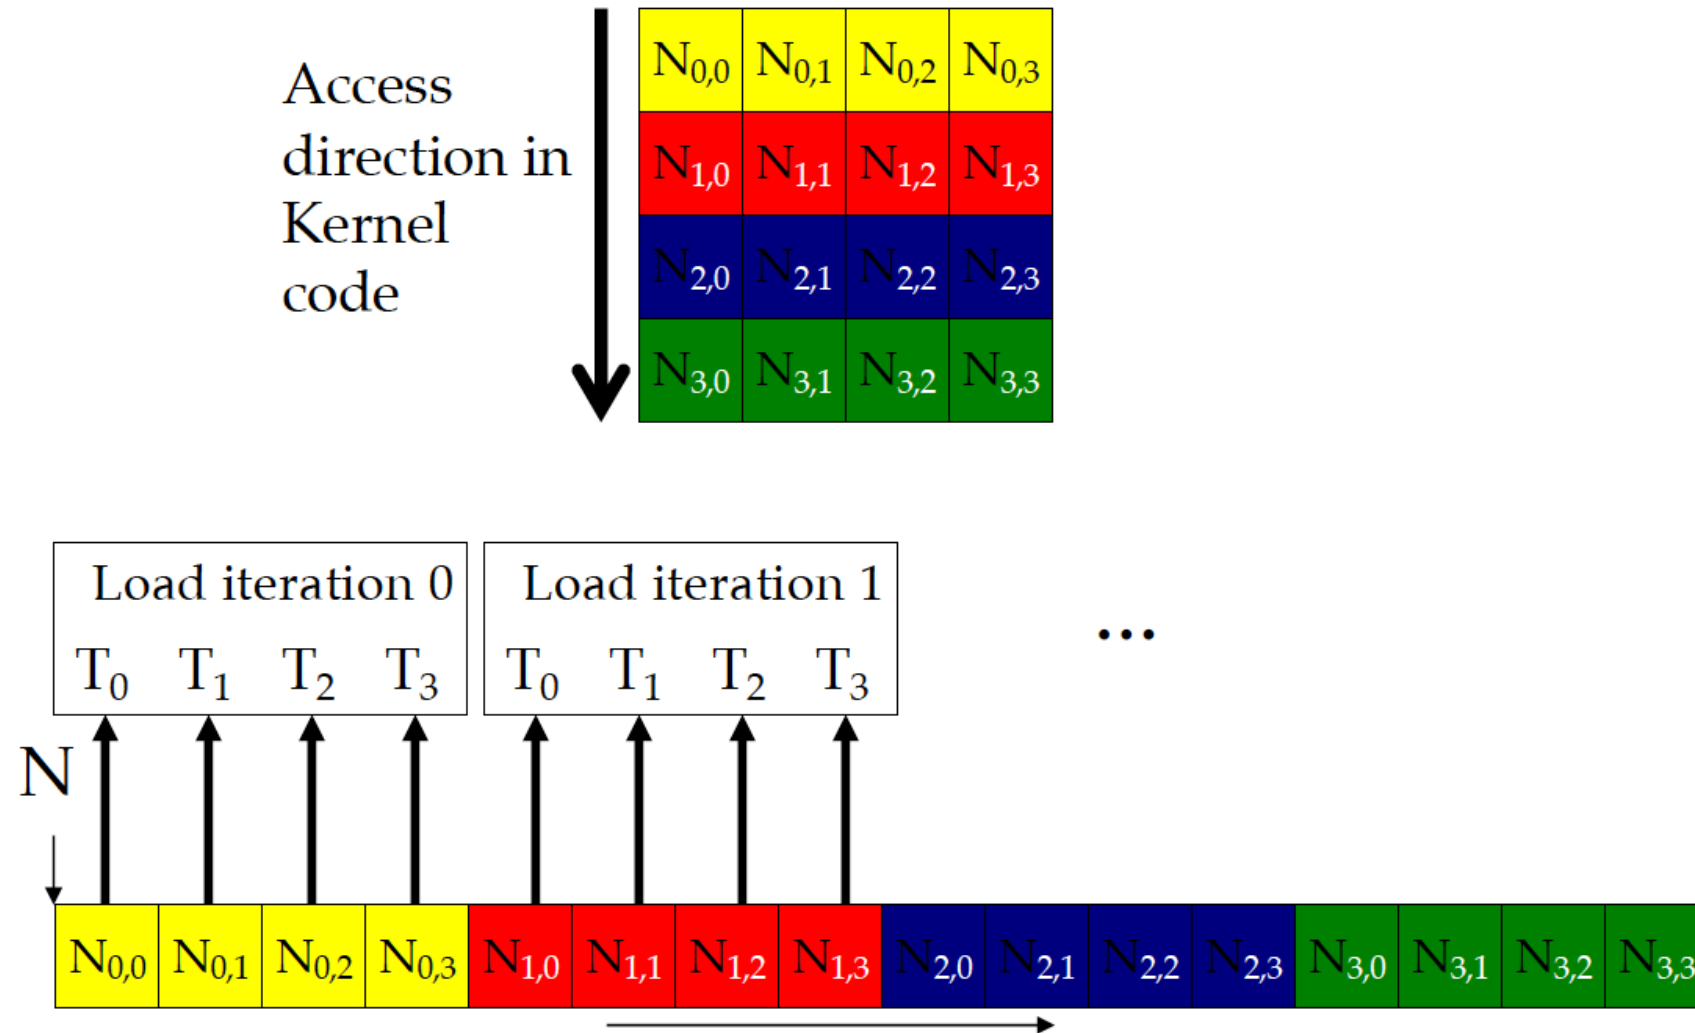 Access
direction in
Kernel
code
N0,0 N0,1 N0,2 N0,3
N1,0 N1,1 N1,2 N1,3
N2,0 N2,1 N2,2 N2,3
N3,0 N3,1 N3,2 N3,3
Load iteration 0
T0 T1 T2 T3
Load iteration 1
T0 T1 T2 T3
...
N
N0,0 N0,1 N0,2 N0,3 N1,0 N1,1 N1,2 N1,3 N2,0 N2,1 N2,2 N2,3 N3,0 N3,1 N3,2 N3,3